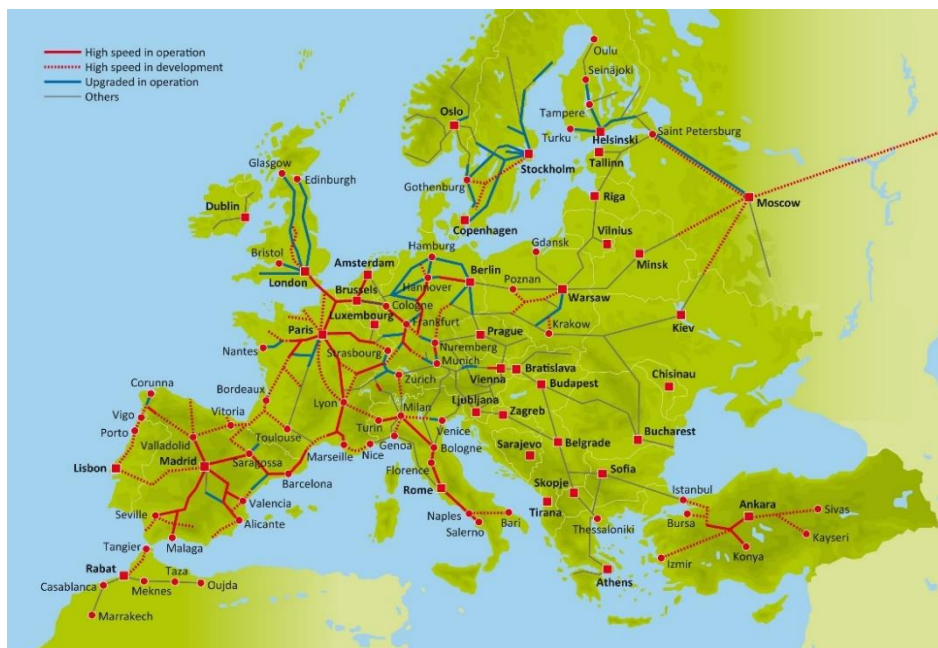 High speed in operation
High speed in development
Upgraded in operation
Others
Oulu
Seinäjoki
Tampere
Oslo
Turku
Helsinki
Saint Petersburg
Tallinn
Stockholm
Glasgow
Edinburgh
Gothenburg
Riga
Moscow
Dublin
Copenhagen
Vilnius
Bristol
Hamburg
Gdansk
Minsk
Amsterdam
London
Berlin
Brussels
Hannover
Poznan
Warsaw
Cologne
Luxembourg
Frankfurt
Paris
Prague
Krakow
Kiev
Nantes
Strasbourg
Nuremberg
Munich
Bratislava
Zürich
Vienna
Budapest
Chisinau
Corunna
Bordeaux
Lyon
Milan
Ljubljana
Zagreb
Vigo
Vitoria
Turin
Venice
Bucharest
Porto
Valladolid
Toulouse
Genoa
Bologne
Sarajevo
Belgrade
Lisbon
Madrid
Saragossa
Marseille
Nice
Florence
Sofia
Barcelona
Rome
Skopje
Istanbul
Ankara
Valencia
Naples
Bari
Tirana
Bursa
Sivas
Seville
Alicante
Salerno
Thessaloniki
Konya
Kayseri
Tangier
Malaga
Izmir
Rabat
Taza
Athens
Casablanca
Meknes
Oujda
Marrakech